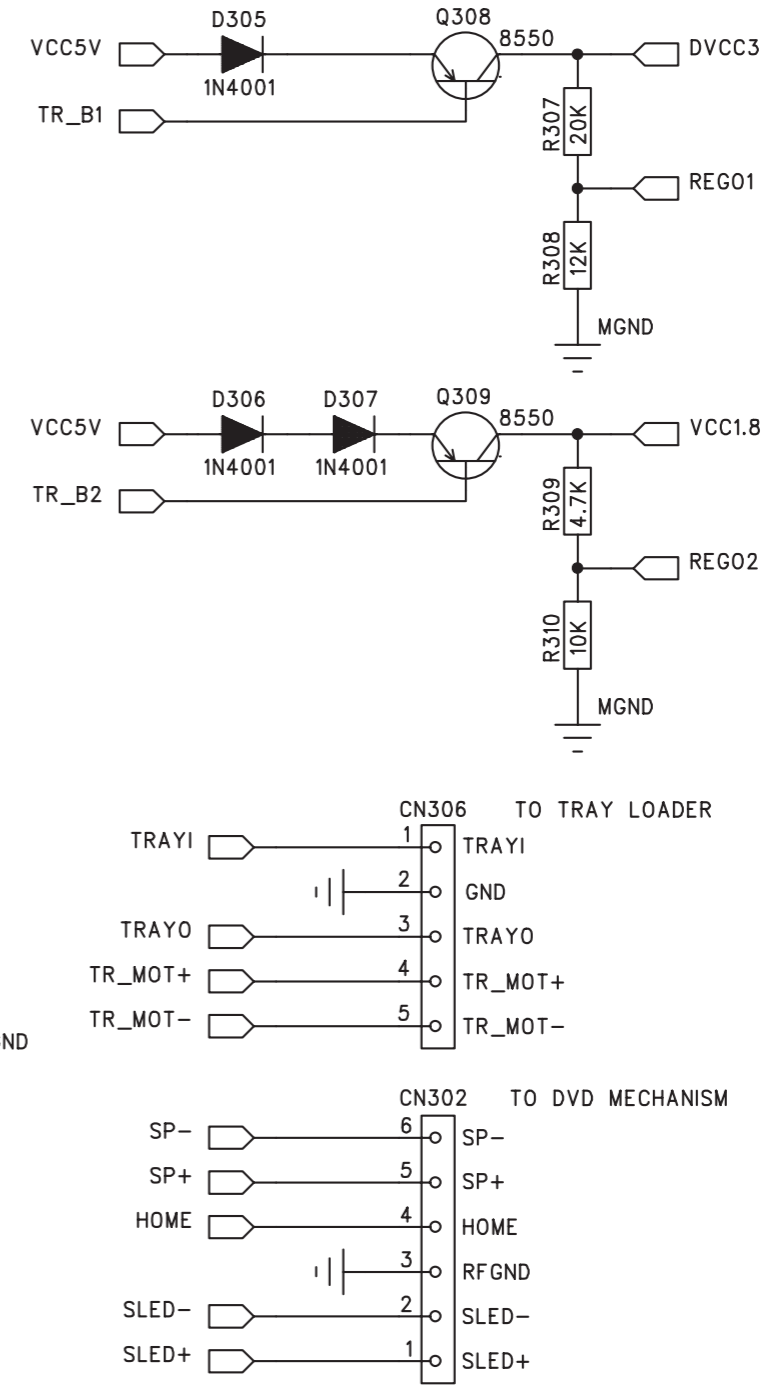 D305 Q308
VCC5V 8550 DVCC3
1N4001
TR_B1
R307 20K
REGO1
R308 12K
MGND
D306 D307 Q309
VCC5V 8550 VCC1.8
1N4001 1N4001
TR_B2
R309 4.7K
REGO2
R310 10K
MGND
CN306 TO TRAY LOADER
TRAYI 1 TRAYI
2 GND
TRAYO 3 TRAYO
TR_MOT+ 4 TR_MOT+
TR_MOT- 5 TR_MOT-
CN302 TO DVD MECHANISM
SP- 6 SP-
SP+ 5 SP+
HOME 4 HOME
3 RFGND
SLED- 2 SLED-
SLED+ 1 SLED+